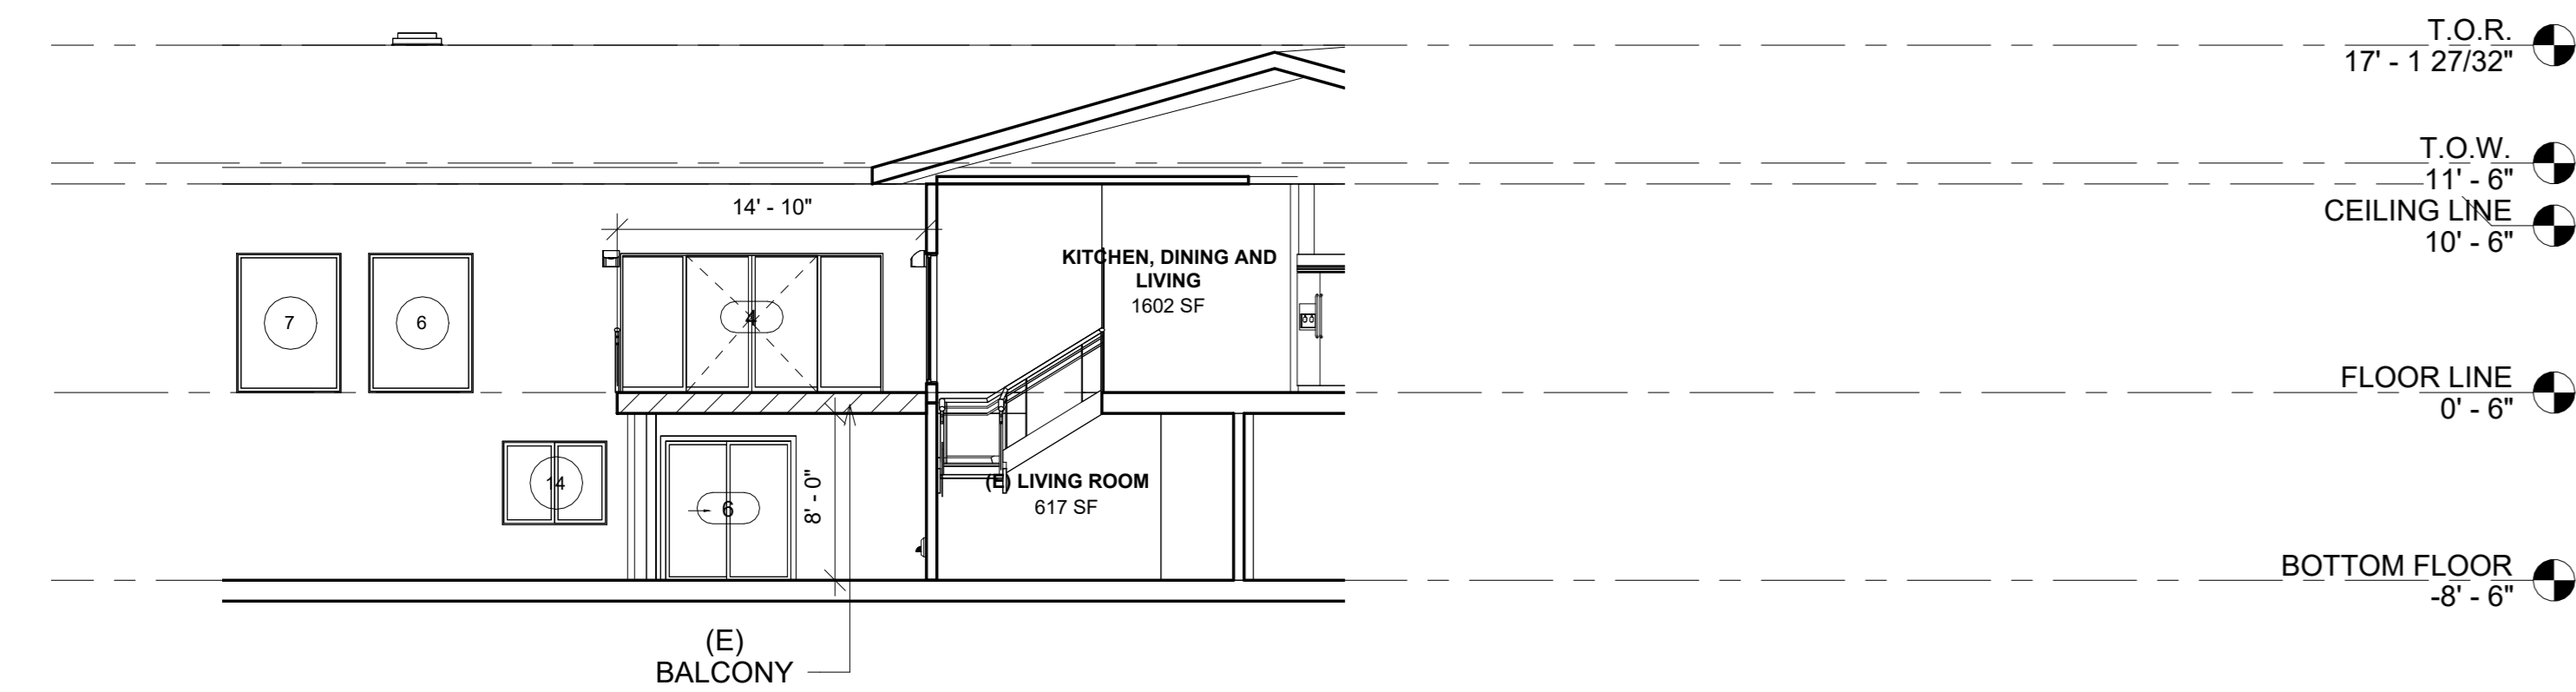 T.O.R.
17' - 1 27/32"
T.O.W.
11' - 6"
CEILING LINE
10' - 6"
14' - 10"
KITCHEN, DINING AND
LIVING
1602 SF
7
6
4
FLOOR LINE
0' - 6"
14
6
8' - 0"
(E) LIVING ROOM
617 SF
BOTTOM FLOOR
-8' - 6"
(E)
BALCONY